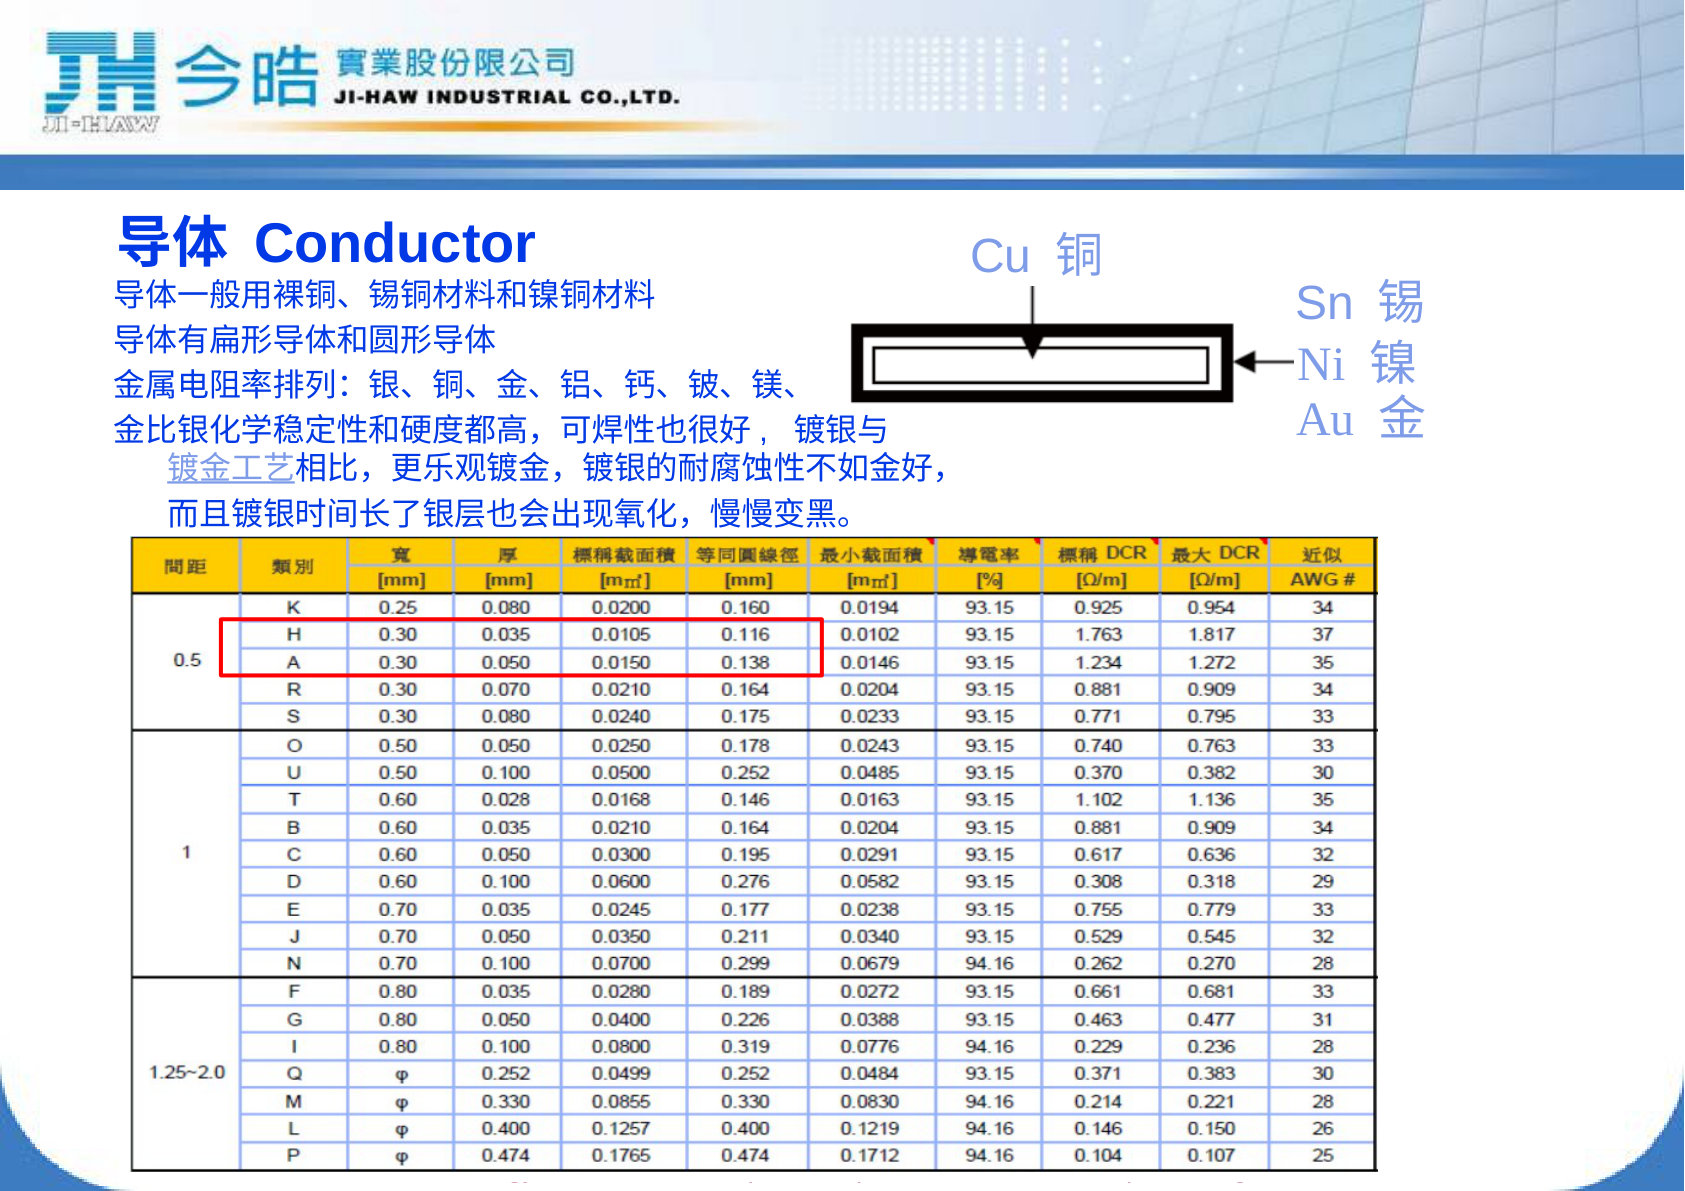 JH 今皓 實業股份限公司
JI-HAW INDUSTRIAL CO.,LTD.
JI-HAW
导体 Conductor
导体一般用裸铜、锡铜材料和镍铜材料
导体有扁形导体和圆形导体
金属电阻率排列：银、铜、金、铝、钙、铍、镁、
金比银化学稳定性和硬度都高，可焊性也很好， 镀银与
镀金工艺相比，更乐观镀金，镀银的耐腐蚀性不如金好，
而且镀银时间长了银层也会出现氧化，慢慢变黑。
Cu 铜
Sn 锡
Ni 镍
Au 金
間距 類別 寬 厚 標稱截面積 等同圓線徑 最小截面積 導電率 標稱 DCR 最大 DCR 近似
[mm] [mm] [m㎡] [mm] [m㎡] [%] [Ω/m] [Ω/m] AWG #
0.5
K 0.25 0.080 0.0200 0.160 0.0194 93.15 0.925 0.954 34
H 0.30 0.035 0.0105 0.116 0.0102 93.15 1.763 1.817 37
A 0.30 0.050 0.0150 0.138 0.0146 93.15 1.234 1.272 35
R 0.30 0.070 0.0210 0.164 0.0204 93.15 0.881 0.909 34
S 0.30 0.080 0.0240 0.175 0.0233 93.15 0.771 0.795 33
1
O 0.50 0.050 0.0250 0.178 0.0243 93.15 0.740 0.763 33
U 0.50 0.100 0.0500 0.252 0.0485 93.15 0.370 0.382 30
T 0.60 0.028 0.0168 0.146 0.0163 93.15 1.102 1.136 35
B 0.60 0.035 0.0210 0.164 0.0204 93.15 0.881 0.909 34
C 0.60 0.050 0.0300 0.195 0.0291 93.15 0.617 0.636 32
D 0.60 0.100 0.0600 0.276 0.0582 93.15 0.308 0.318 29
E 0.70 0.035 0.0245 0.177 0.0238 93.15 0.755 0.779 33
J 0.70 0.050 0.0350 0.211 0.0340 93.15 0.529 0.545 32
N 0.70 0.100 0.0700 0.299 0.0679 94.16 0.262 0.270 28
1.25~2.0
F 0.80 0.035 0.0280 0.189 0.0272 93.15 0.661 0.681 33
G 0.80 0.050 0.0400 0.226 0.0388 93.15 0.463 0.477 31
I 0.80 0.100 0.0800 0.319 0.0776 94.16 0.229 0.236 28
Q φ 0.252 0.0499 0.252 0.0484 93.15 0.371 0.383 30
M φ 0.330 0.0855 0.330 0.0830 94.16 0.214 0.221 28
L φ 0.400 0.1257 0.400 0.1219 94.16 0.146 0.150 26
P φ 0.474 0.1765 0.474 0.1712 94.16 0.104 0.107 25